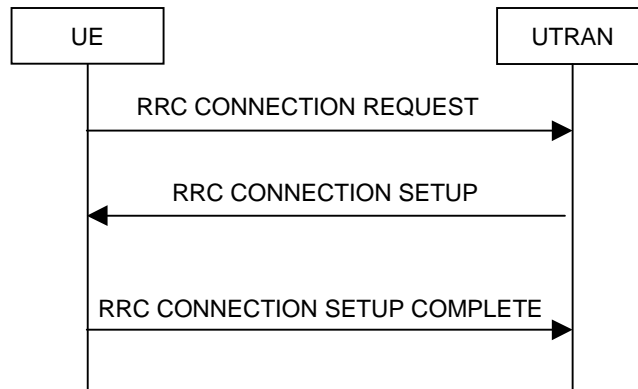 UE
UTRAN
RRC CONNECTION REQUEST
RRC CONNECTION SETUP
RRC CONNECTION SETUP COMPLETE